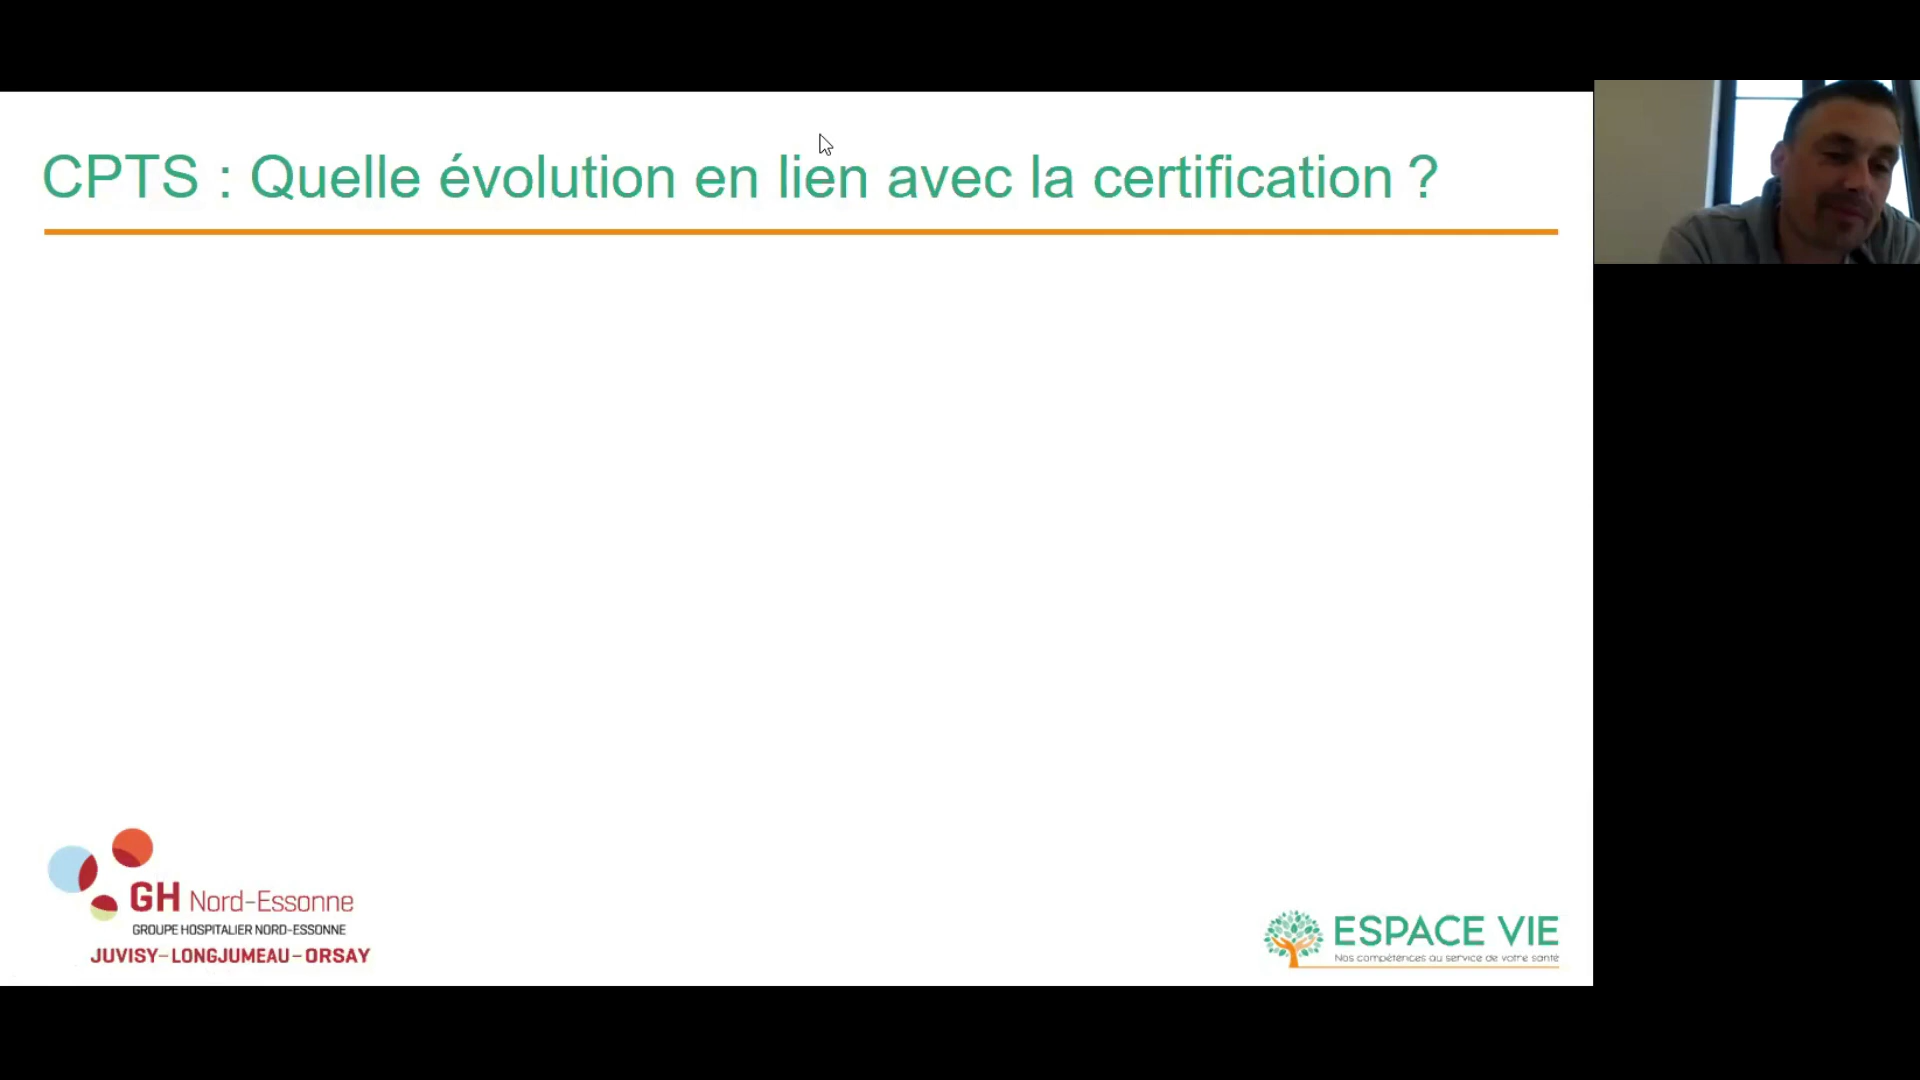 CPTS : Quelle évolution en lien avec la certification ?
GH Nord-Essonne
GROUPE HOSPITALIER NORD-ESSONNE
JUVISY-LONGJUMEAU-ORSAY
ESPACE VIE
Nos compétences au service de votre santé